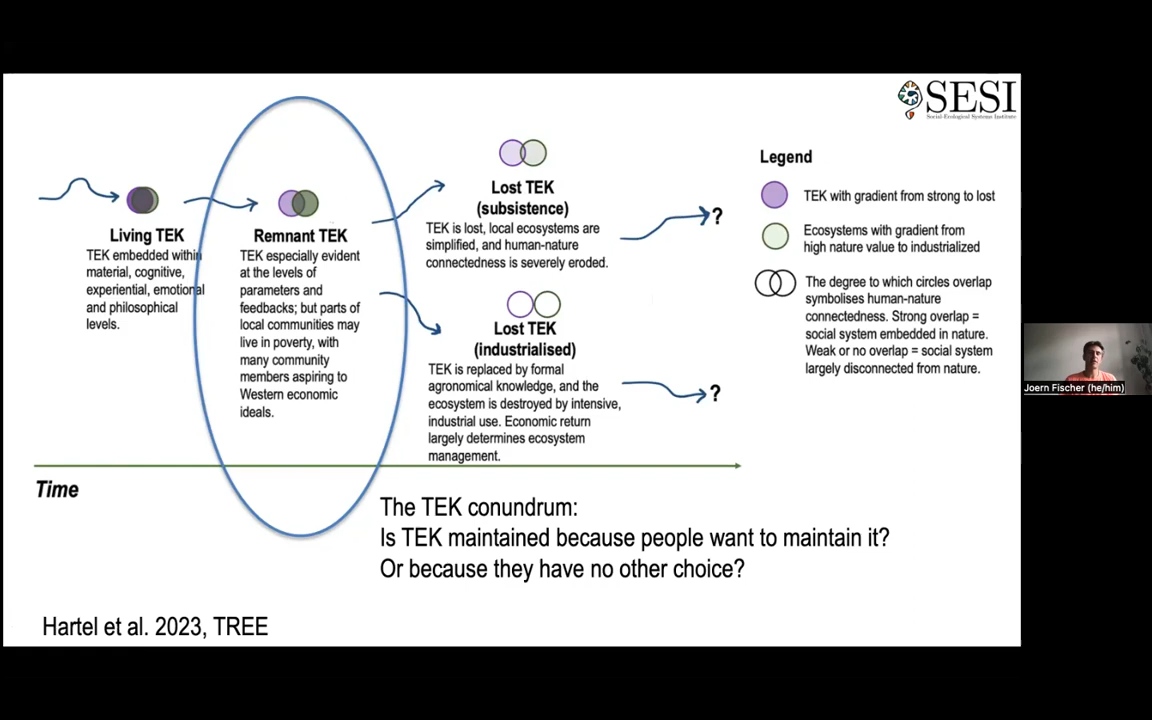 SESI
Social-Ecological Systems Institute
Living TEK
TEK embedded within
material, cognitive,
experiential, emotional
and philosophical
levels.
Remnant TEK
TEK especially evident
at the levels of
parameters and
feedbacks; but parts of
local communities may
live in poverty, with
many community
members aspiring to
Western economic
ideals.
Lost TEK
(subsistence)
TEK is lost, local ecosystems are
simplified, and human-nature
connectedness is severely eroded.
?
Lost TEK
(industrialised)
TEK is replaced by formal
agronomical knowledge, and the
ecosystem is destroyed by intensive,
industrial use. Economic return
largely determines ecosystem
management.
?
Legend
TEK with gradient from strong to lost
Ecosystems with gradient from
high nature value to industrialized
The degree to which circles overlap
symbolises human-nature
connectedness. Strong overlap =
social system embedded in nature.
Weak or no overlap = social system
largely disconnected from nature.
Joern Fischer (he/him)
Time
The TEK conundrum:
Is TEK maintained because people want to maintain it?
Or because they have no other choice?
Hartel et al. 2023, TREE